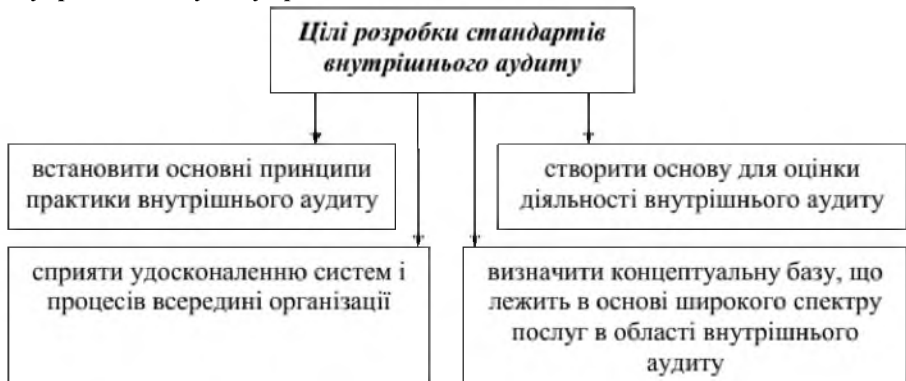 Цілі розробки стандартів
внутрішнього аудиту
встановити основні принципи
практики внутрішнього аудиту
створити основу для оцінки
діяльності внутрішнього аудиту
сприяти удосконаленню систем і
процесів всередині організації
визначити концептуальну базу, що
лежить в основі широкого спектру
послуг в області внутрішнього
аудиту